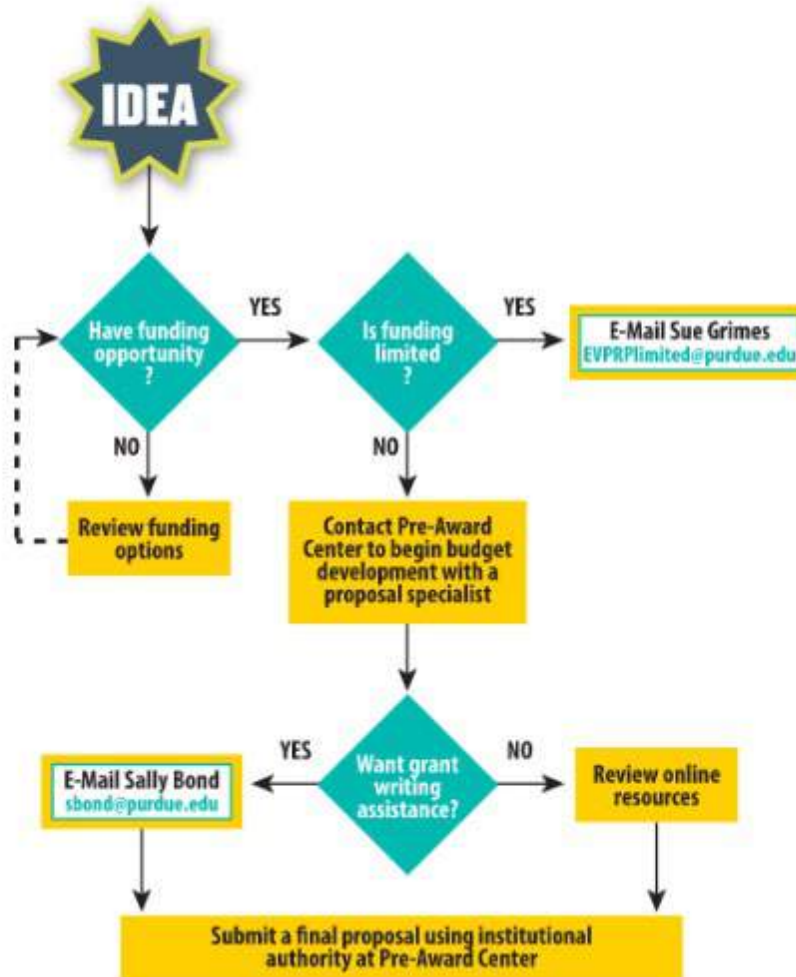 IDEA
YES
YES
Have funding
opportunity
?
Is funding
limited
?
E-Mail Sue Grimes
EVPRPlimited@purdue.edu
NO
NO
Review funding
options
Contact Pre-Award
Center to begin budget
development with a
proposal specialist
YES
NO
E-Mail Sally Bond
sbond@purdue.edu
Want grant
writing
assistance?
Review online
resources
Submit a final proposal using institutional
authority at Pre-Award Center